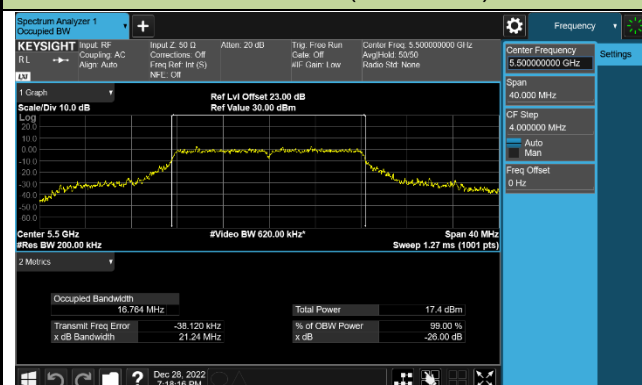 Spectrum Analyzer 1
Occupied BW
Frequency
KEYSIGHT Input: RF
RL Coupling: AC
Align: Auto
LXI
Input Z: 50 Ω
Corrections: Off
Freq Ref: Int (S)
NFE: Off
Atten: 20 dB
Trig: Free Run
Gate: Off
#IF Gain: Low
Center Freq: 5.500000000 GHz
Avg|Hold: 50/50
Radio Std: None
Center Frequency
5.500000000 GHz
Settings
Span
40.000 MHz
CF Step
4.000000 MHz
Auto
Man
Freq Offset
0 Hz
1 Graph
Scale/Div 10.0 dB
Ref Lvl Offset 23.00 dB
Ref Value 30.00 dBm
Log
20.0
10.0
0.00
-10.0
-20.0
-30.0
-40.0
-50.0
-60.0
Center 5.5 GHz
#Video BW 620.00 kHz*
Span 40 MHz
#Res BW 200.00 kHz
Sweep 1.27 ms (1001 pts)
2 Metrics
Occupied Bandwidth
16.764 MHz
Total Power 17.4 dBm
Transmit Freq Error -38.120 kHz
% of OBW Power 99.00 %
x dB Bandwidth 21.24 MHz
x dB -26.00 dB
Dec 28, 2022
7:18:16 PM